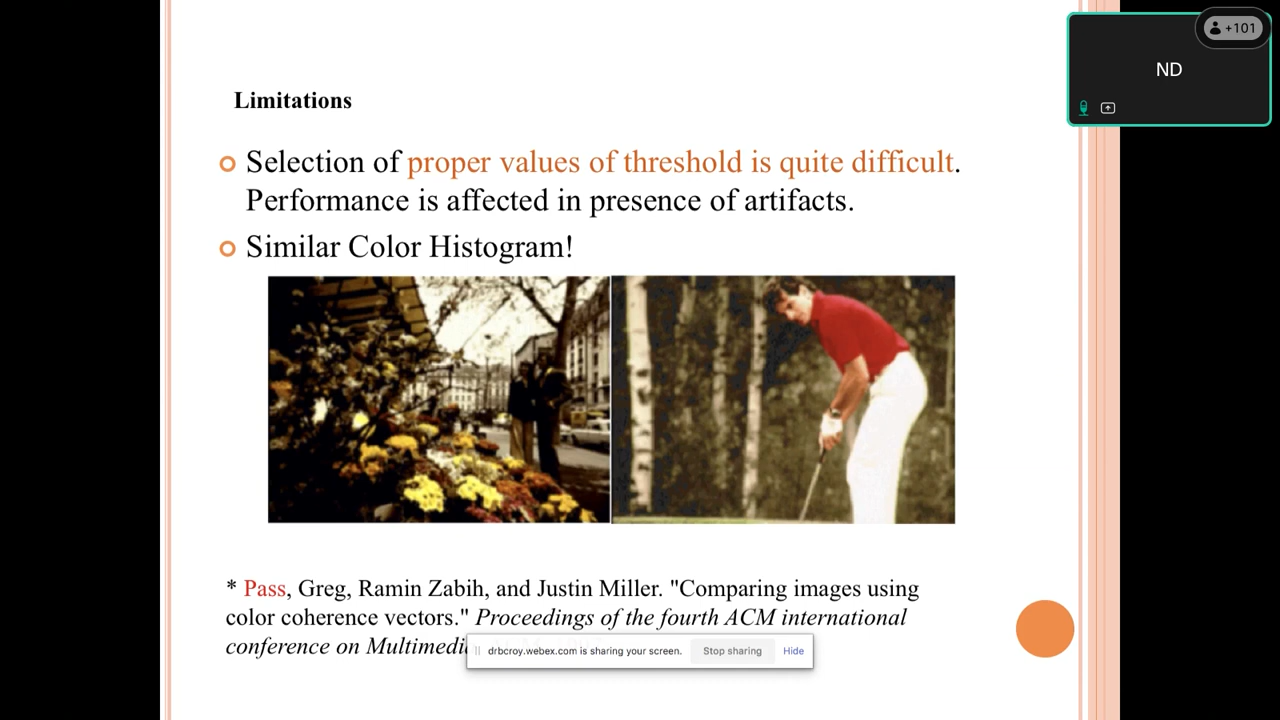 +101
ND
Limitations
Selection of proper values of threshold is quite difficult.
Performance is affected in presence of artifacts.
Similar Color Histogram!
* Pass, Greg, Ramin Zabih, and Justin Miller. "Comparing images using
color coherence vectors." Proceedings of the fourth ACM international
conference on
drbcroy.webex.com is sharing your screen. Stop sharing Hide